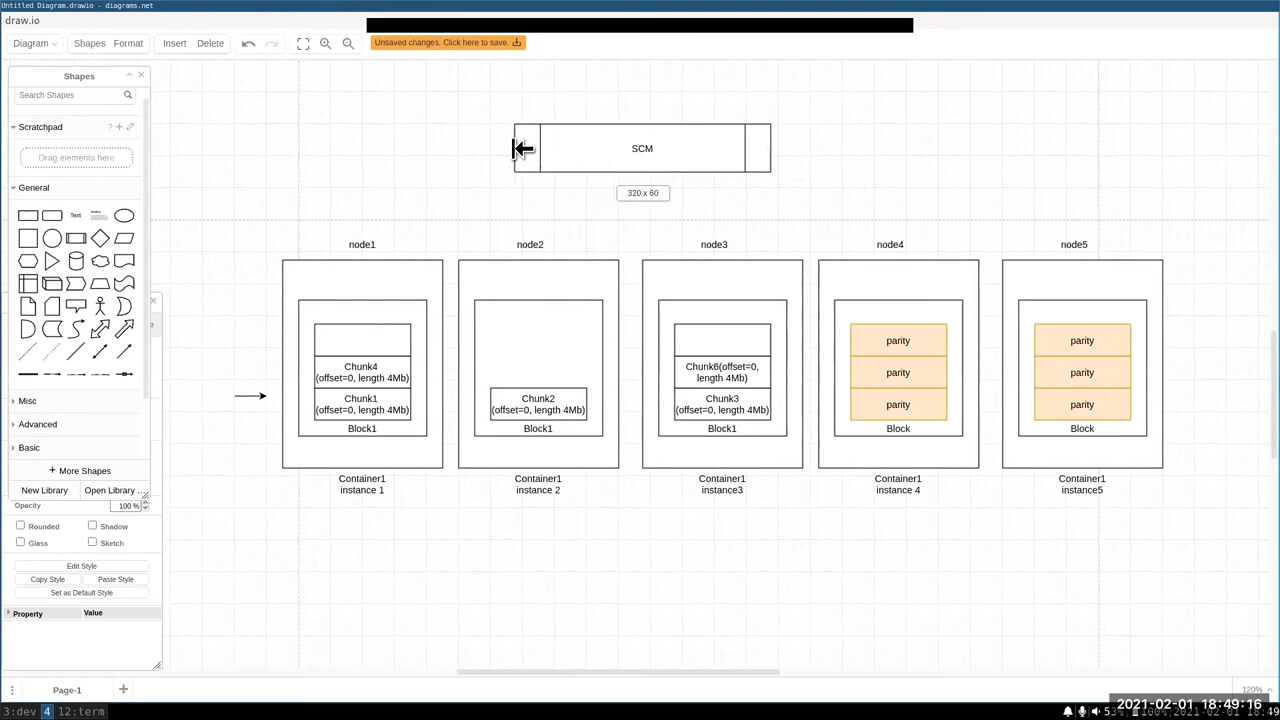 Untitled Diagram.drawio - diagrams.net
draw.io
Diagram
Shapes
Format
Insert
Delete
Unsaved changes. Click here to save.
Shapes
Search Shapes
Scratchpad
?
Drag elements here
General
Text
Heading
Misc
Advanced
Basic
+ More Shapes
New Library
Open Library ...
Opacity
100 %
Rounded
Shadow
Glass
Sketch
Edit Style
Copy Style
Paste Style
Set as Default Style
Property
Value
SCM
320 x 60
node1
node2
node3
node4
node5
Chunk4
(offset=0, length 4Mb)
Chunk1
(offset=0, length 4Mb)
Block1
Container1
instance 1
Chunk2
(offset=0, length 4Mb)
Block1
Container1
instance 2
Chunk6(offset=0,
length 4Mb)
Chunk3
(offset=0, length 4Mb)
Block1
Container1
instance3
parity
parity
parity
Block
Container1
instance 4
parity
parity
parity
Block
Container1
instance5
Page-1
120%
2021-02-01 18:49:16
3:dev
4
12:term